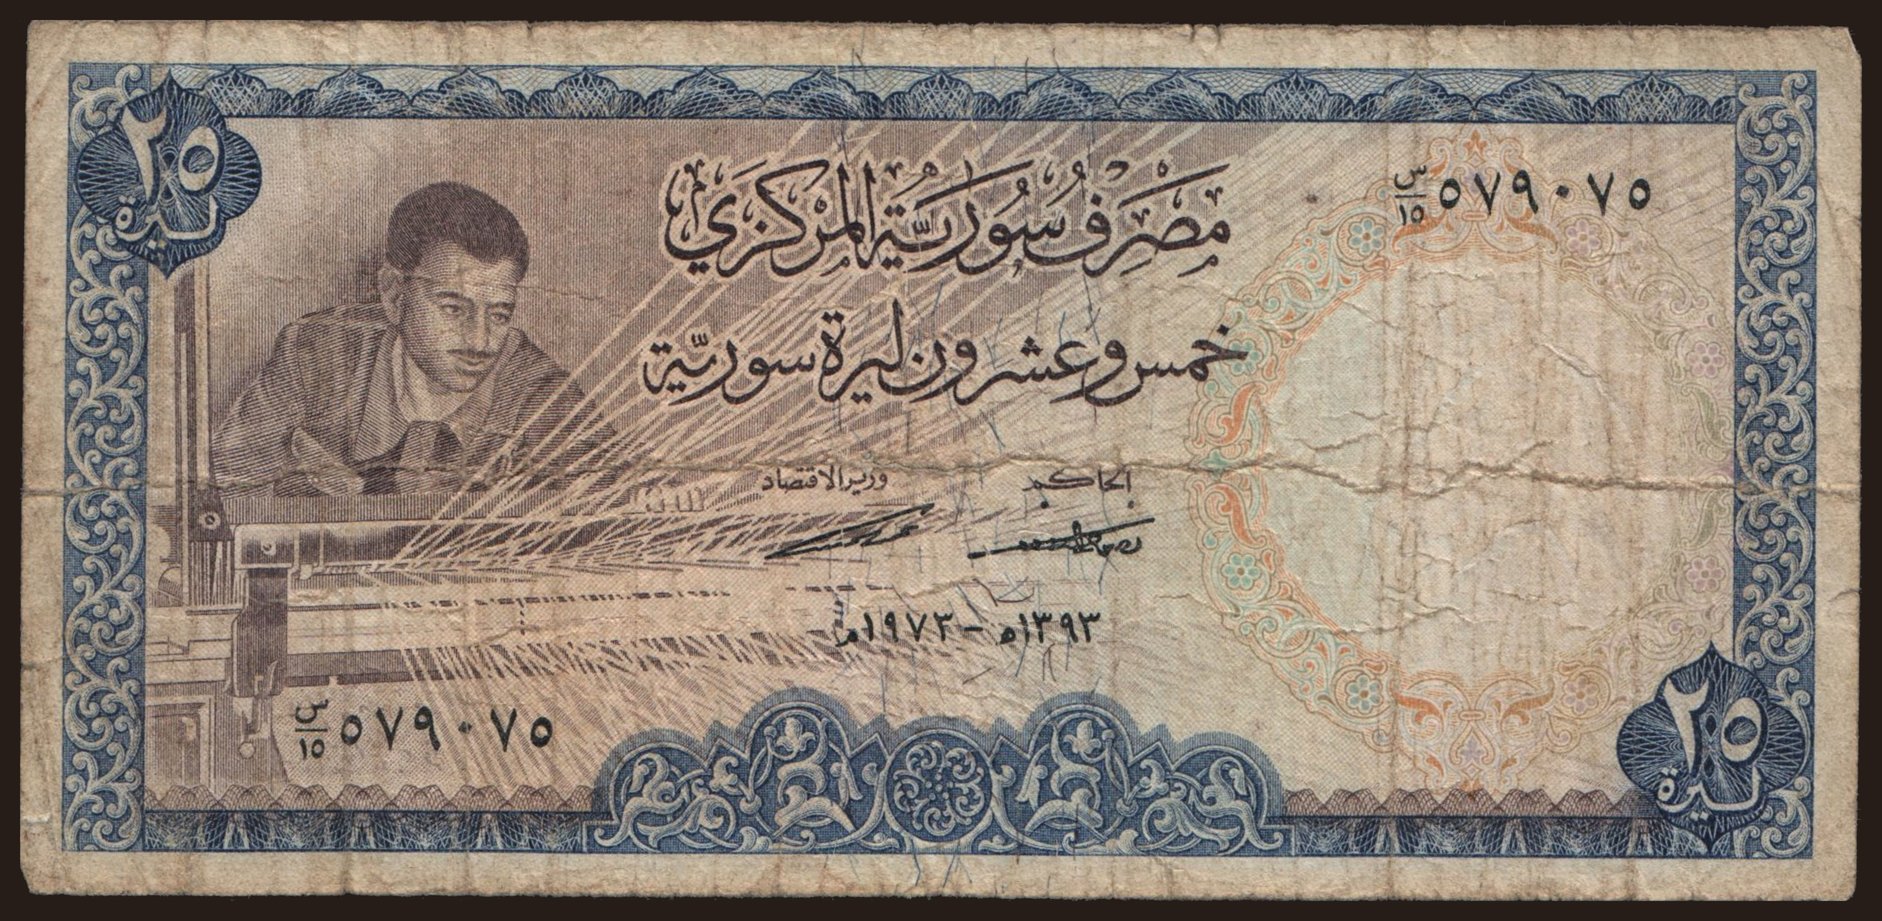 ٢٥
ليرة
مصرف سورية المركزي
س/١٥ ٥٧٩٠٧٥
خمس وعشرون ليرة سورية
الحاكم
وزير الاقتصاد
١٣٩٣ه – ١٩٧٣م
س/١٥ ٥٧٩٠٧٥
٢٥
ليرة